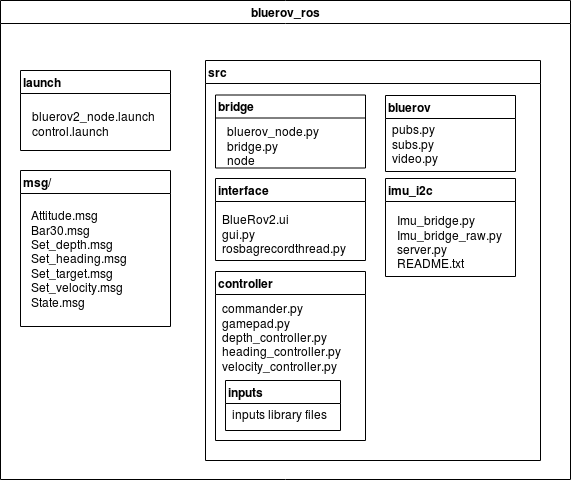 bluerov_ros
launch
bluerov2_node.launch
control.launch
msg/
Attitude.msg
Bar30.msg
Set_depth.msg
Set_heading.msg
Set_target.msg
Set_velocity.msg
State.msg
src
bridge
bluerov_node.py
bridge.py
node
interface
BlueRov2.ui
gui.py
rosbagrecordthread.py
controller
commander.py
gamepad.py
depth_controller.py
heading_controller.py
velocity_controller.py
inputs
inputs library files
bluerov
pubs.py
subs.py
video.py
imu_i2c
Imu_bridge.py
Imu_bridge_raw.py
server.py
README.txt